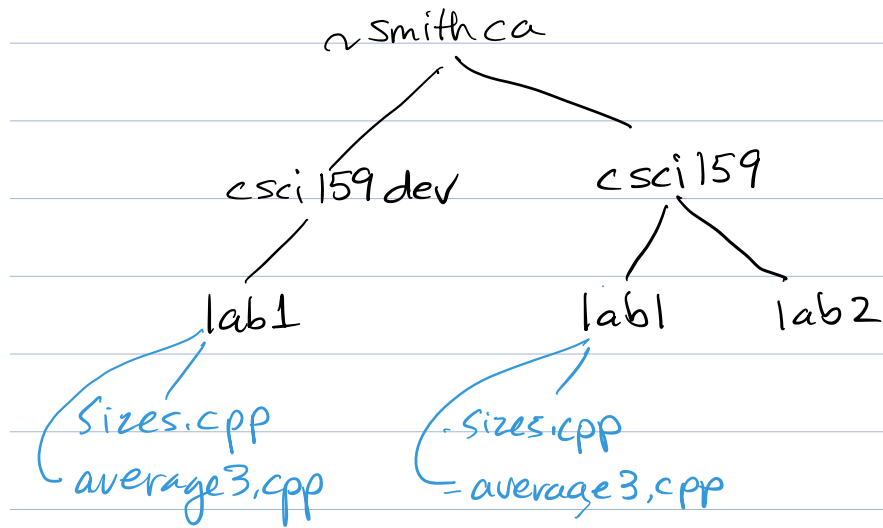 ~smithca
csci159dev csci159
lab1 lab1 lab2
sizes.cpp sizes.cpp
average3.cpp average3.cpp